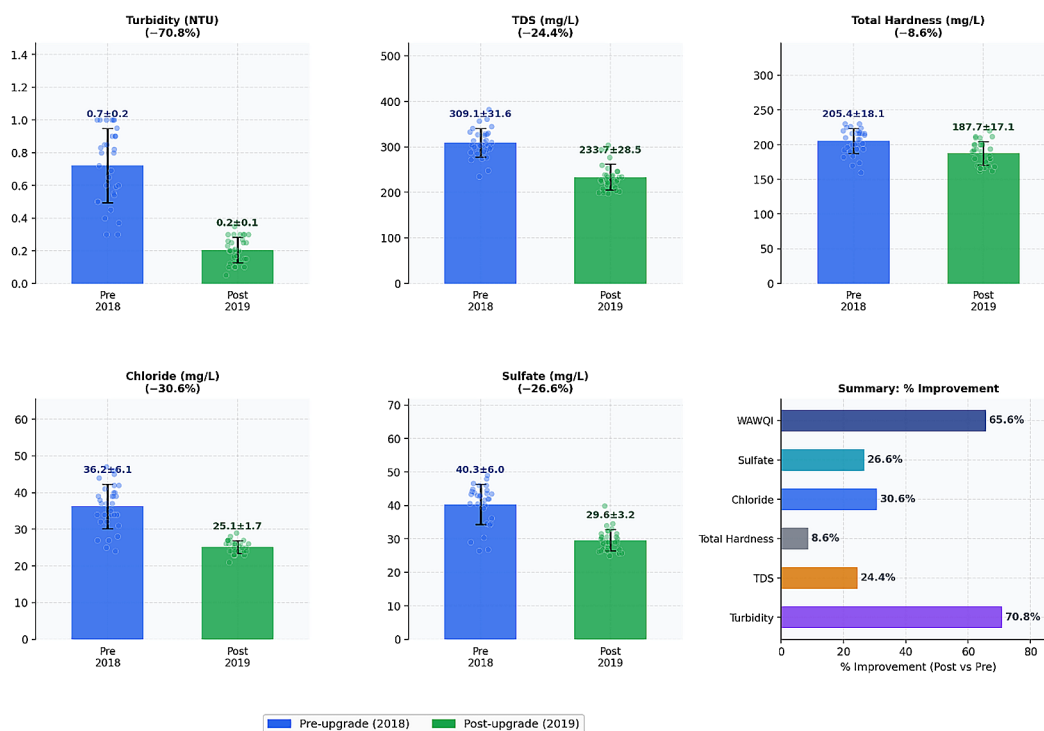 Turbidity (NTU)
(−70.8%)
1.4
1.2
1.0
0.8
0.6
0.4
0.2
0.0
0.7±0.2
0.2±0.1
Pre
2018
Post
2019
TDS (mg/L)
(−24.4%)
500
400
300
200
100
0
309.1±31.6
233.7±28.5
Pre
2018
Post
2019
Total Hardness (mg/L)
(−8.6%)
300
250
200
150
100
50
0
205.4±18.1
187.7±17.1
Pre
2018
Post
2019
Chloride (mg/L)
(−30.6%)
60
50
40
30
20
10
0
36.2±6.1
25.1±1.7
Pre
2018
Post
2019
Sulfate (mg/L)
(−26.6%)
70
60
50
40
30
20
10
0
40.3±6.0
29.6±3.2
Pre
2018
Post
2019
Summary: % Improvement
WAWQI
65.6%
Sulfate
26.6%
Chloride
30.6%
Total Hardness
8.6%
TDS
24.4%
Turbidity
70.8%
0
20
40
60
80
% Improvement (Post vs Pre)
Pre-upgrade (2018)
Post-upgrade (2019)